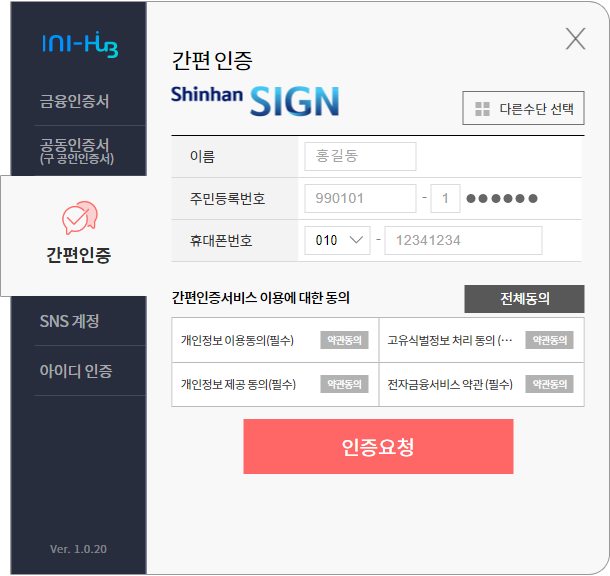 INI-HUB
금융인증서
공동인증서
(구 공인인증서)
간편인증
SNS 계정
아이디 인증
Ver. 1.0.20
간편 인증
Shinhan SIGN
다른수단 선택
이름
홍길동
주민등록번호
990101 - 1 ●●●●●●
휴대폰번호
010 - 12341234
간편인증서비스 이용에 대한 동의
전체동의
개인정보 이용동의(필수) 약관동의
고유식별정보 처리 동의 (… 약관동의
개인정보 제공 동의(필수) 약관동의
전자금융서비스 약관 (필수) 약관동의
인증요청